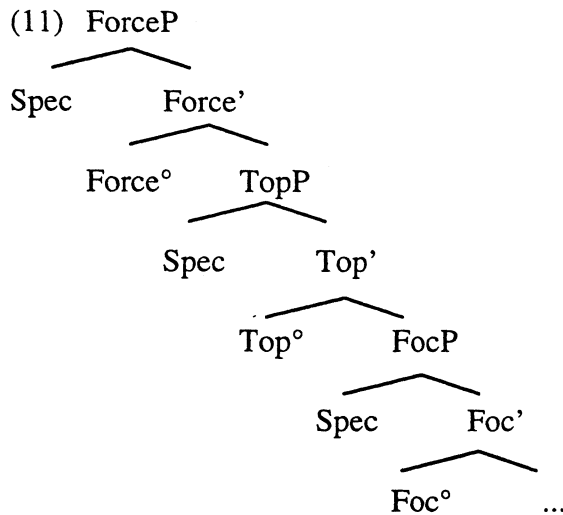 (11) ForceP
Spec Force’
Force° TopP
Spec Top’
Top° FocP
Spec Foc’
Foc° ...